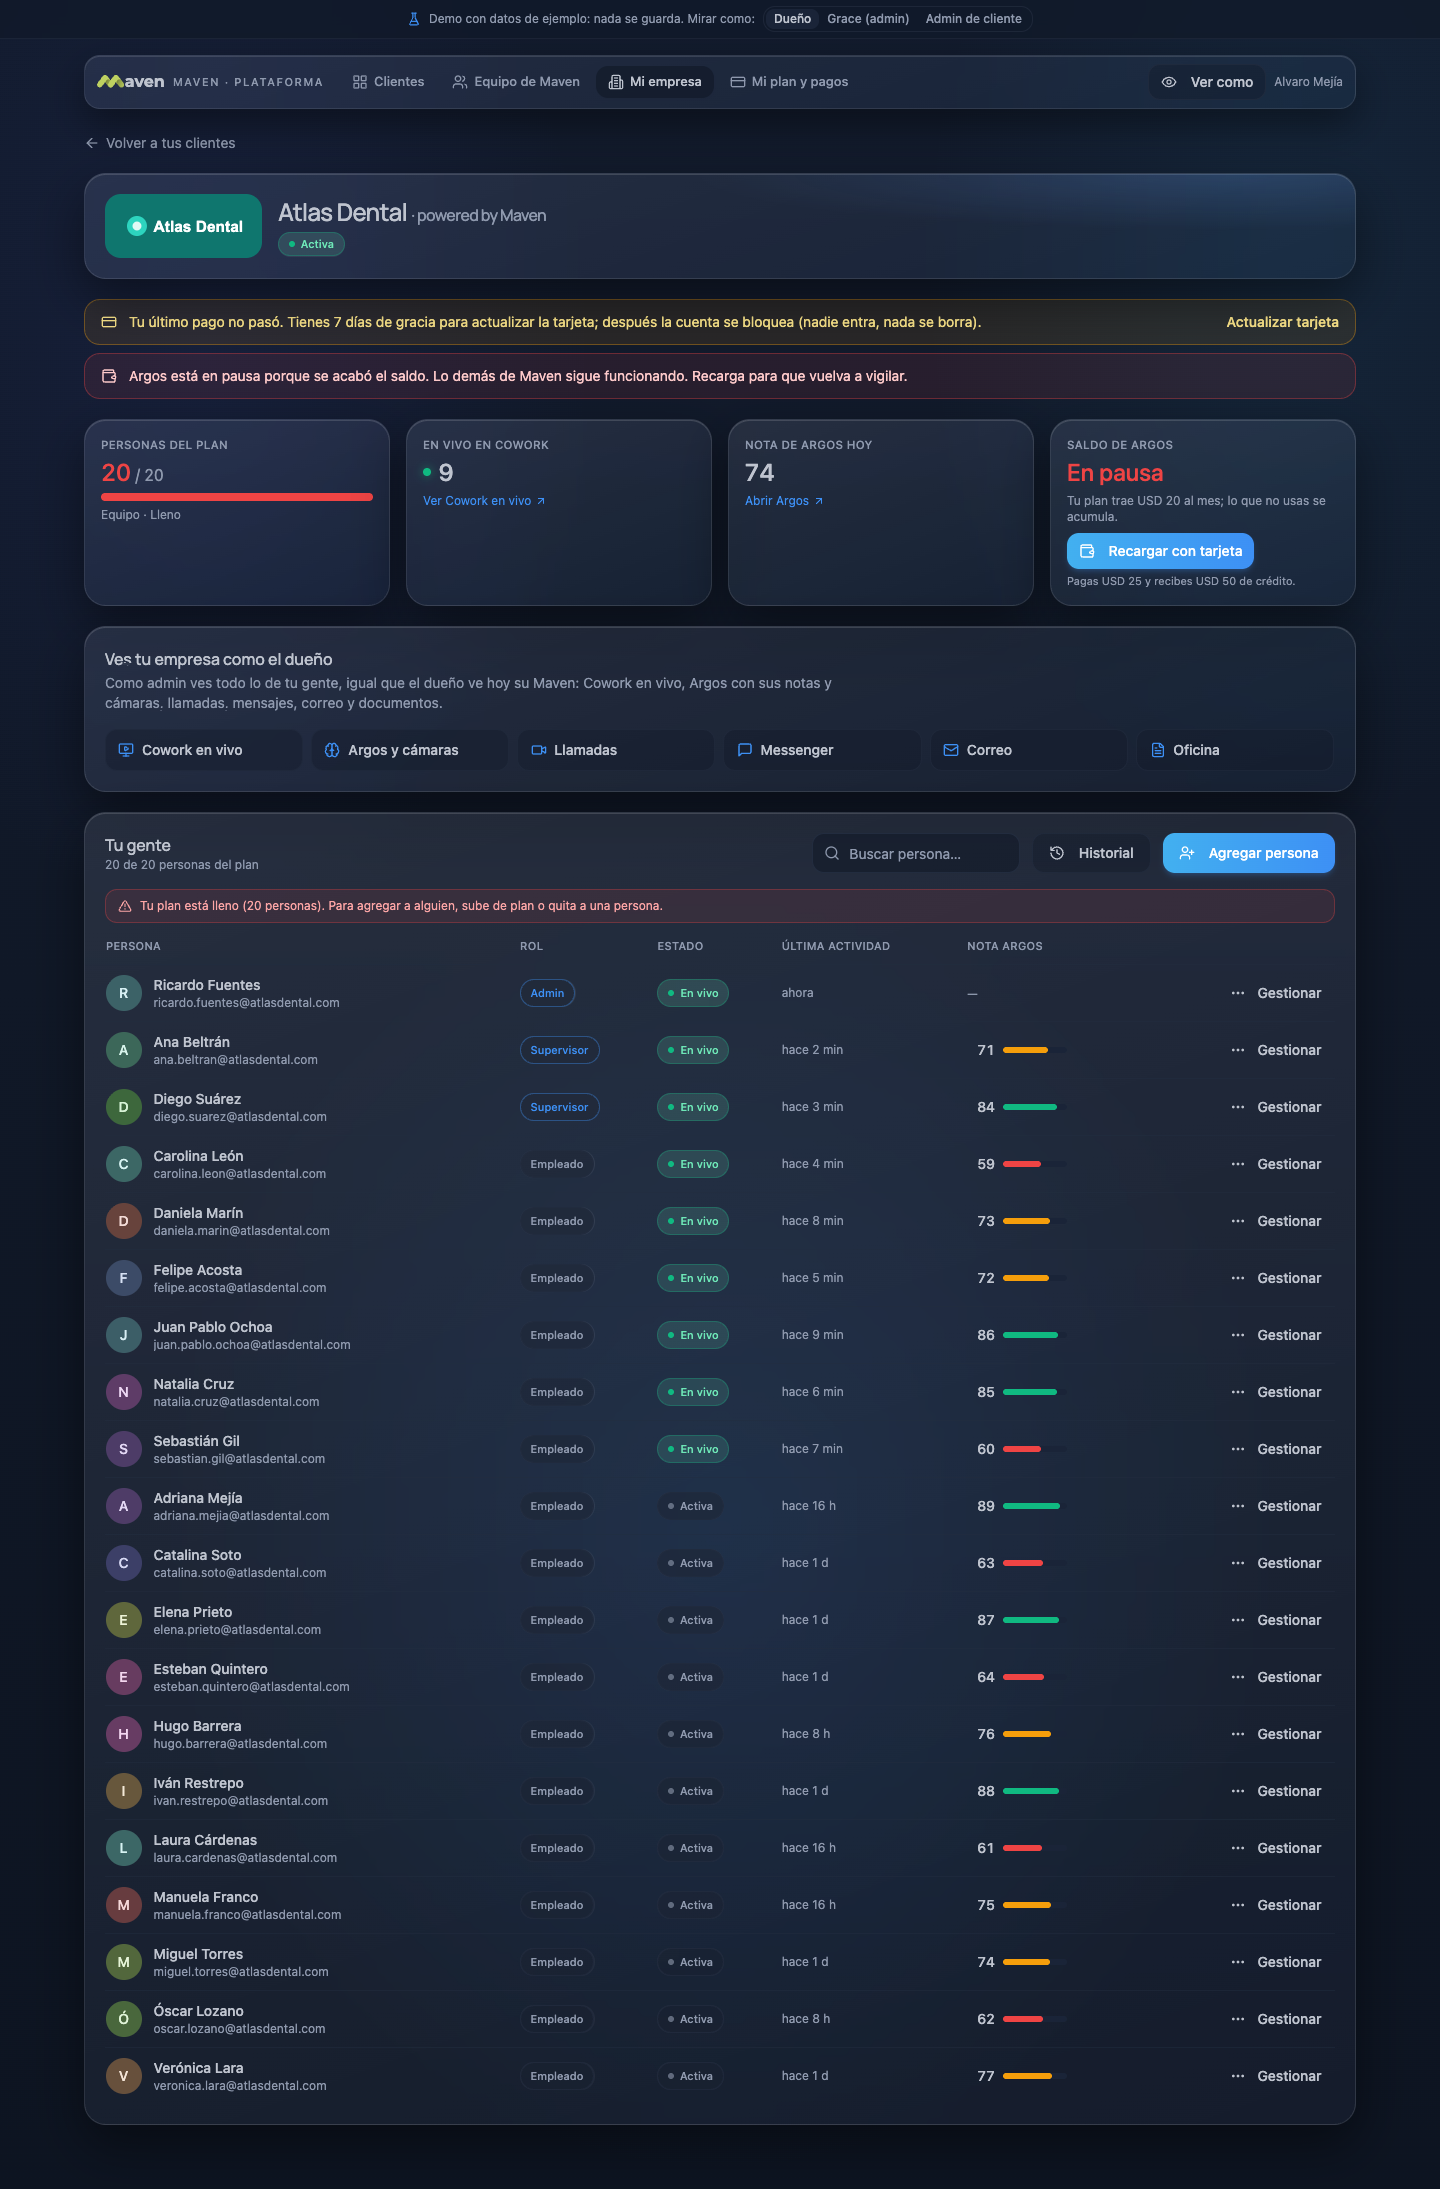 Demo con datos de ejemplo: nada se guarda. Mirar como: Dueño Grace (admin) Admin de cliente
Maven MAVEN · PLATAFORMA Clientes Equipo de Maven Mi empresa Mi plan y pagos Ver como Alvaro Mejía
Volver a tus clientes
Atlas Dental Atlas Dental · powered by Maven
Activa
Tu último pago no pasó. Tienes 7 días de gracia para actualizar la tarjeta; después la cuenta se bloquea (nadie entra, nada se borra). Actualizar tarjeta
Argos está en pausa porque se acabó el saldo. Lo demás de Maven sigue funcionando. Recarga para que vuelva a vigilar.
PERSONAS DEL PLAN
20 / 20
Equipo · Lleno
EN VIVO EN COWORK
9
Ver Cowork en vivo
NOTA DE ARGOS HOY
74
Abrir Argos
SALDO DE ARGOS
En pausa
Tu plan trae USD 20 al mes; lo que no usas se
acumula.
Recargar con tarjeta
Pagas USD 25 y recibes USD 50 de crédito.
Ves tu empresa como el dueño
Como admin ves todo lo de tu gente, igual que el dueño ve hoy su Maven: Cowork en vivo, Argos con sus notas y
cámaras, llamadas, mensajes, correo y documentos.
Cowork en vivo Argos y cámaras Llamadas Messenger Correo Oficina
Tu gente
20 de 20 personas del plan
Buscar persona... Historial Agregar persona
Tu plan está lleno (20 personas). Para agregar a alguien, sube de plan o quita a una persona.
PERSONA ROL ESTADO ÚLTIMA ACTIVIDAD NOTA ARGOS
R Ricardo Fuentes Admin En vivo ahora — Gestionar
ricardo.fuentes@atlasdental.com
A Ana Beltrán Supervisor En vivo hace 2 min 71 Gestionar
ana.beltran@atlasdental.com
D Diego Suárez Supervisor En vivo hace 3 min 84 Gestionar
diego.suarez@atlasdental.com
C Carolina León Empleado En vivo hace 4 min 59 Gestionar
carolina.leon@atlasdental.com
D Daniela Marín Empleado En vivo hace 8 min 73 Gestionar
daniela.marin@atlasdental.com
F Felipe Acosta Empleado En vivo hace 5 min 72 Gestionar
felipe.acosta@atlasdental.com
J Juan Pablo Ochoa Empleado En vivo hace 9 min 86 Gestionar
juan.pablo.ochoa@atlasdental.com
N Natalia Cruz Empleado En vivo hace 6 min 85 Gestionar
natalia.cruz@atlasdental.com
S Sebastián Gil Empleado En vivo hace 7 min 60 Gestionar
sebastian.gil@atlasdental.com
A Adriana Mejía Empleado Activa hace 16 h 89 Gestionar
adriana.mejia@atlasdental.com
C Catalina Soto Empleado Activa hace 1 d 63 Gestionar
catalina.soto@atlasdental.com
E Elena Prieto Empleado Activa hace 1 d 87 Gestionar
elena.prieto@atlasdental.com
E Esteban Quintero Empleado Activa hace 1 d 64 Gestionar
esteban.quintero@atlasdental.com
H Hugo Barrera Empleado Activa hace 8 h 76 Gestionar
hugo.barrera@atlasdental.com
I Iván Restrepo Empleado Activa hace 1 d 88 Gestionar
ivan.restrepo@atlasdental.com
L Laura Cárdenas Empleado Activa hace 16 h 61 Gestionar
laura.cardenas@atlasdental.com
M Manuela Franco Empleado Activa hace 16 h 75 Gestionar
manuela.franco@atlasdental.com
M Miguel Torres Empleado Activa hace 1 d 74 Gestionar
miguel.torres@atlasdental.com
Ó Óscar Lozano Empleado Activa hace 8 h 62 Gestionar
oscar.lozano@atlasdental.com
V Verónica Lara Empleado Activa hace 1 d 77 Gestionar
veronica.lara@atlasdental.com